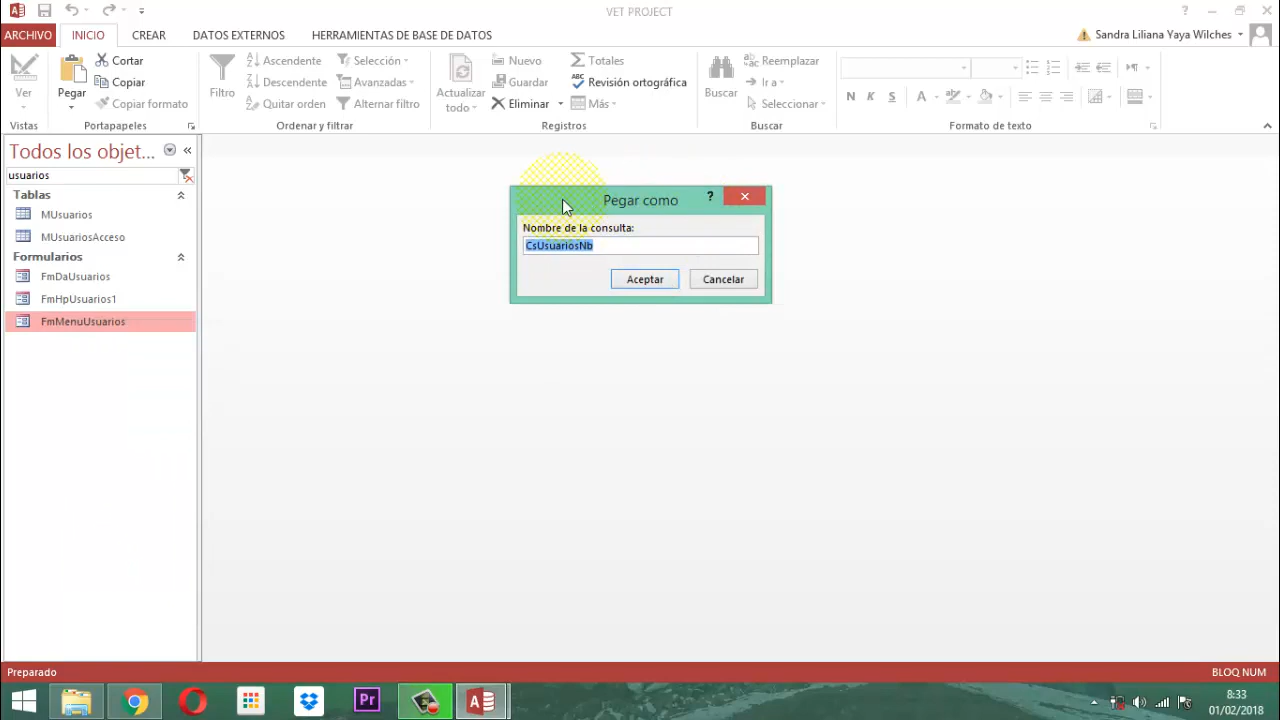 VET PROJECT
ARCHIVO INICIO CREAR DATOS EXTERNOS HERRAMIENTAS DE BASE DE DATOS
Sandra Liliana Yaya Wilches
Ver
Vistas
Pegar
Cortar
Copiar
Copiar formato
Portapapeles
Filtro
Ascendente
Descendente
Quitar orden
Selección
Avanzadas
Alternar filtro
Ordenar y filtrar
Actualizar
todo
Nuevo
Guardar
Eliminar
Totales
Revisión ortográfica
Más
Registros
Buscar
Reemplazar
Ir a
Seleccionar
Buscar
N K S A
Formato de texto
Todos los objet...
usuarios
Tablas
MUsuarios
MUsuariosAcceso
Formularios
FmDaUsuarios
FmHpUsuarios1
FmMenuUsuarios
Pegar como
Nombre de la consulta:
CsUsuariosNb
Aceptar
Cancelar
Preparado
BLOQ NUM
Pr
8:33
01/02/2018